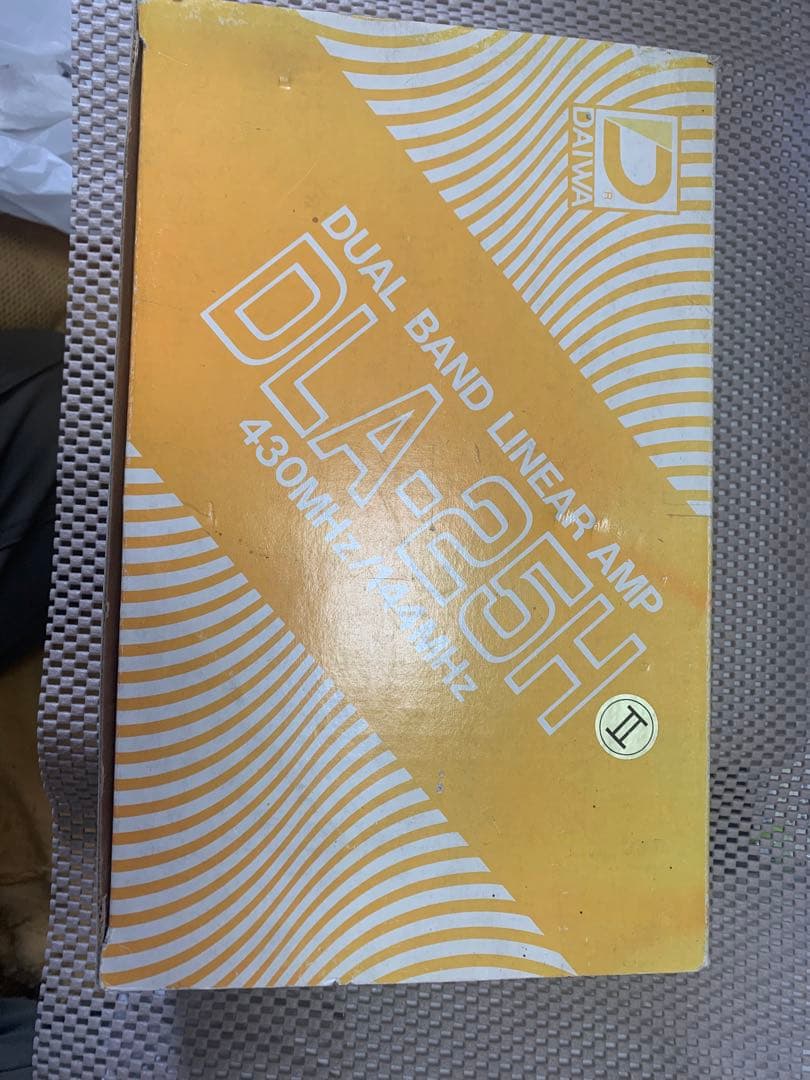 DAIWA
DUAL BAND LINEAR AMP
DLA-25H
II
430MHz/144MHz